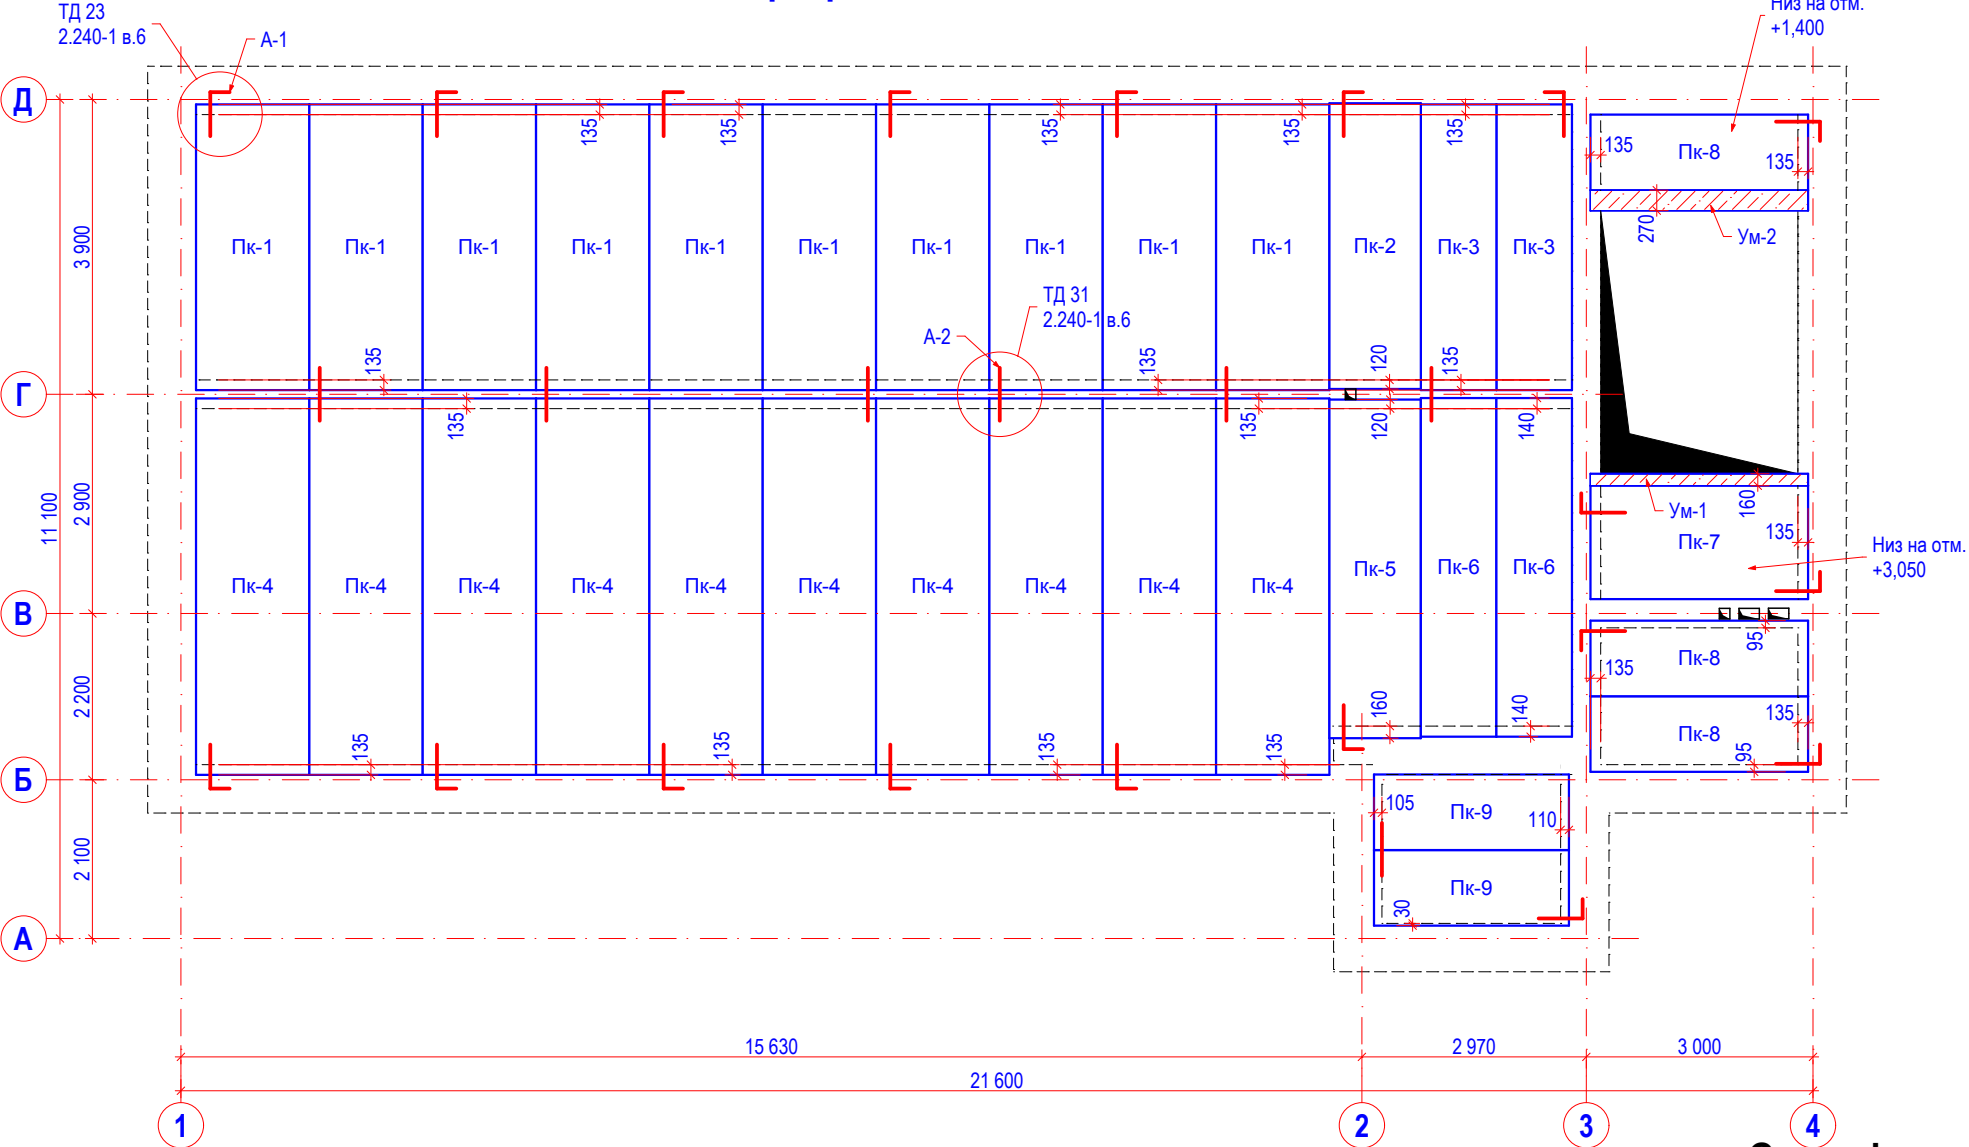 Низ на отм.
+1,400
ТД 23
2.240-1 в.6
А-1
Д
135
135
135
135
135
135
Пк-8
135
270
Ум-2
3 900
Пк-1
Пк-1
Пк-1
Пк-1
Пк-1
Пк-1
Пк-1
Пк-1
Пк-1
Пк-1
Пк-2
Пк-3
Пк-3
ТД 31
2.240-1 в.6
А-2
135
135
120
135
Г
135
135
120
140
11 100
2 900
160
Ум-1
135
Пк-7
Низ на отм.
+3,050
Пк-4
Пк-4
Пк-4
Пк-4
Пк-4
Пк-4
Пк-4
Пк-4
Пк-4
Пк-4
Пк-5
Пк-6
Пк-6
В
95
135
Пк-8
2 200
160
140
135
Пк-8
95
135
135
135
135
Б
105
Пк-9
110
2 100
Пк-9
30
А
15 630
2 970
3 000
21 600
1
2
3
4